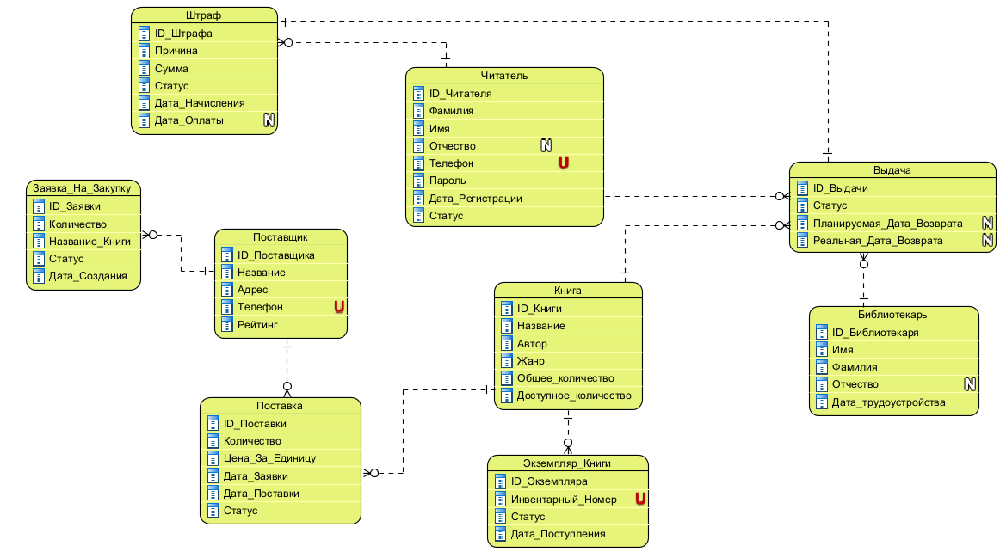 Штраф
ID_Штрафа
Причина
Сумма
Статус
Дата_Начисления
Дата_Оплаты N
Читатель
ID_Читателя
Фамилия
Имя
Отчество N
Телефон U
Пароль
Дата_Регистрации
Статус
Выдача
ID_Выдачи
Статус
Планируемая_Дата_Возврата N
Реальная_Дата_Возврата N
Заявка_На_Закупку
ID_Заявки
Количество
Название_Книги
Статус
Дата_Создания
Поставщик
ID_Поставщика
Название
Адрес
Телефон U
Рейтинг
Книга
ID_Книги
Название
Автор
Жанр
Общее_количество
Доступное_количество
Библиотекарь
ID_Библиотекаря
Имя
Фамилия
Отчество N
Дата_трудоустройства
Поставка
ID_Поставки
Количество
Цена_За_Единицу
Дата_Заявки
Дата_Поставки
Статус
Экземпляр_Книги
ID_Экземпляра
Инвентарный_Номер U
Статус
Дата_Поступления